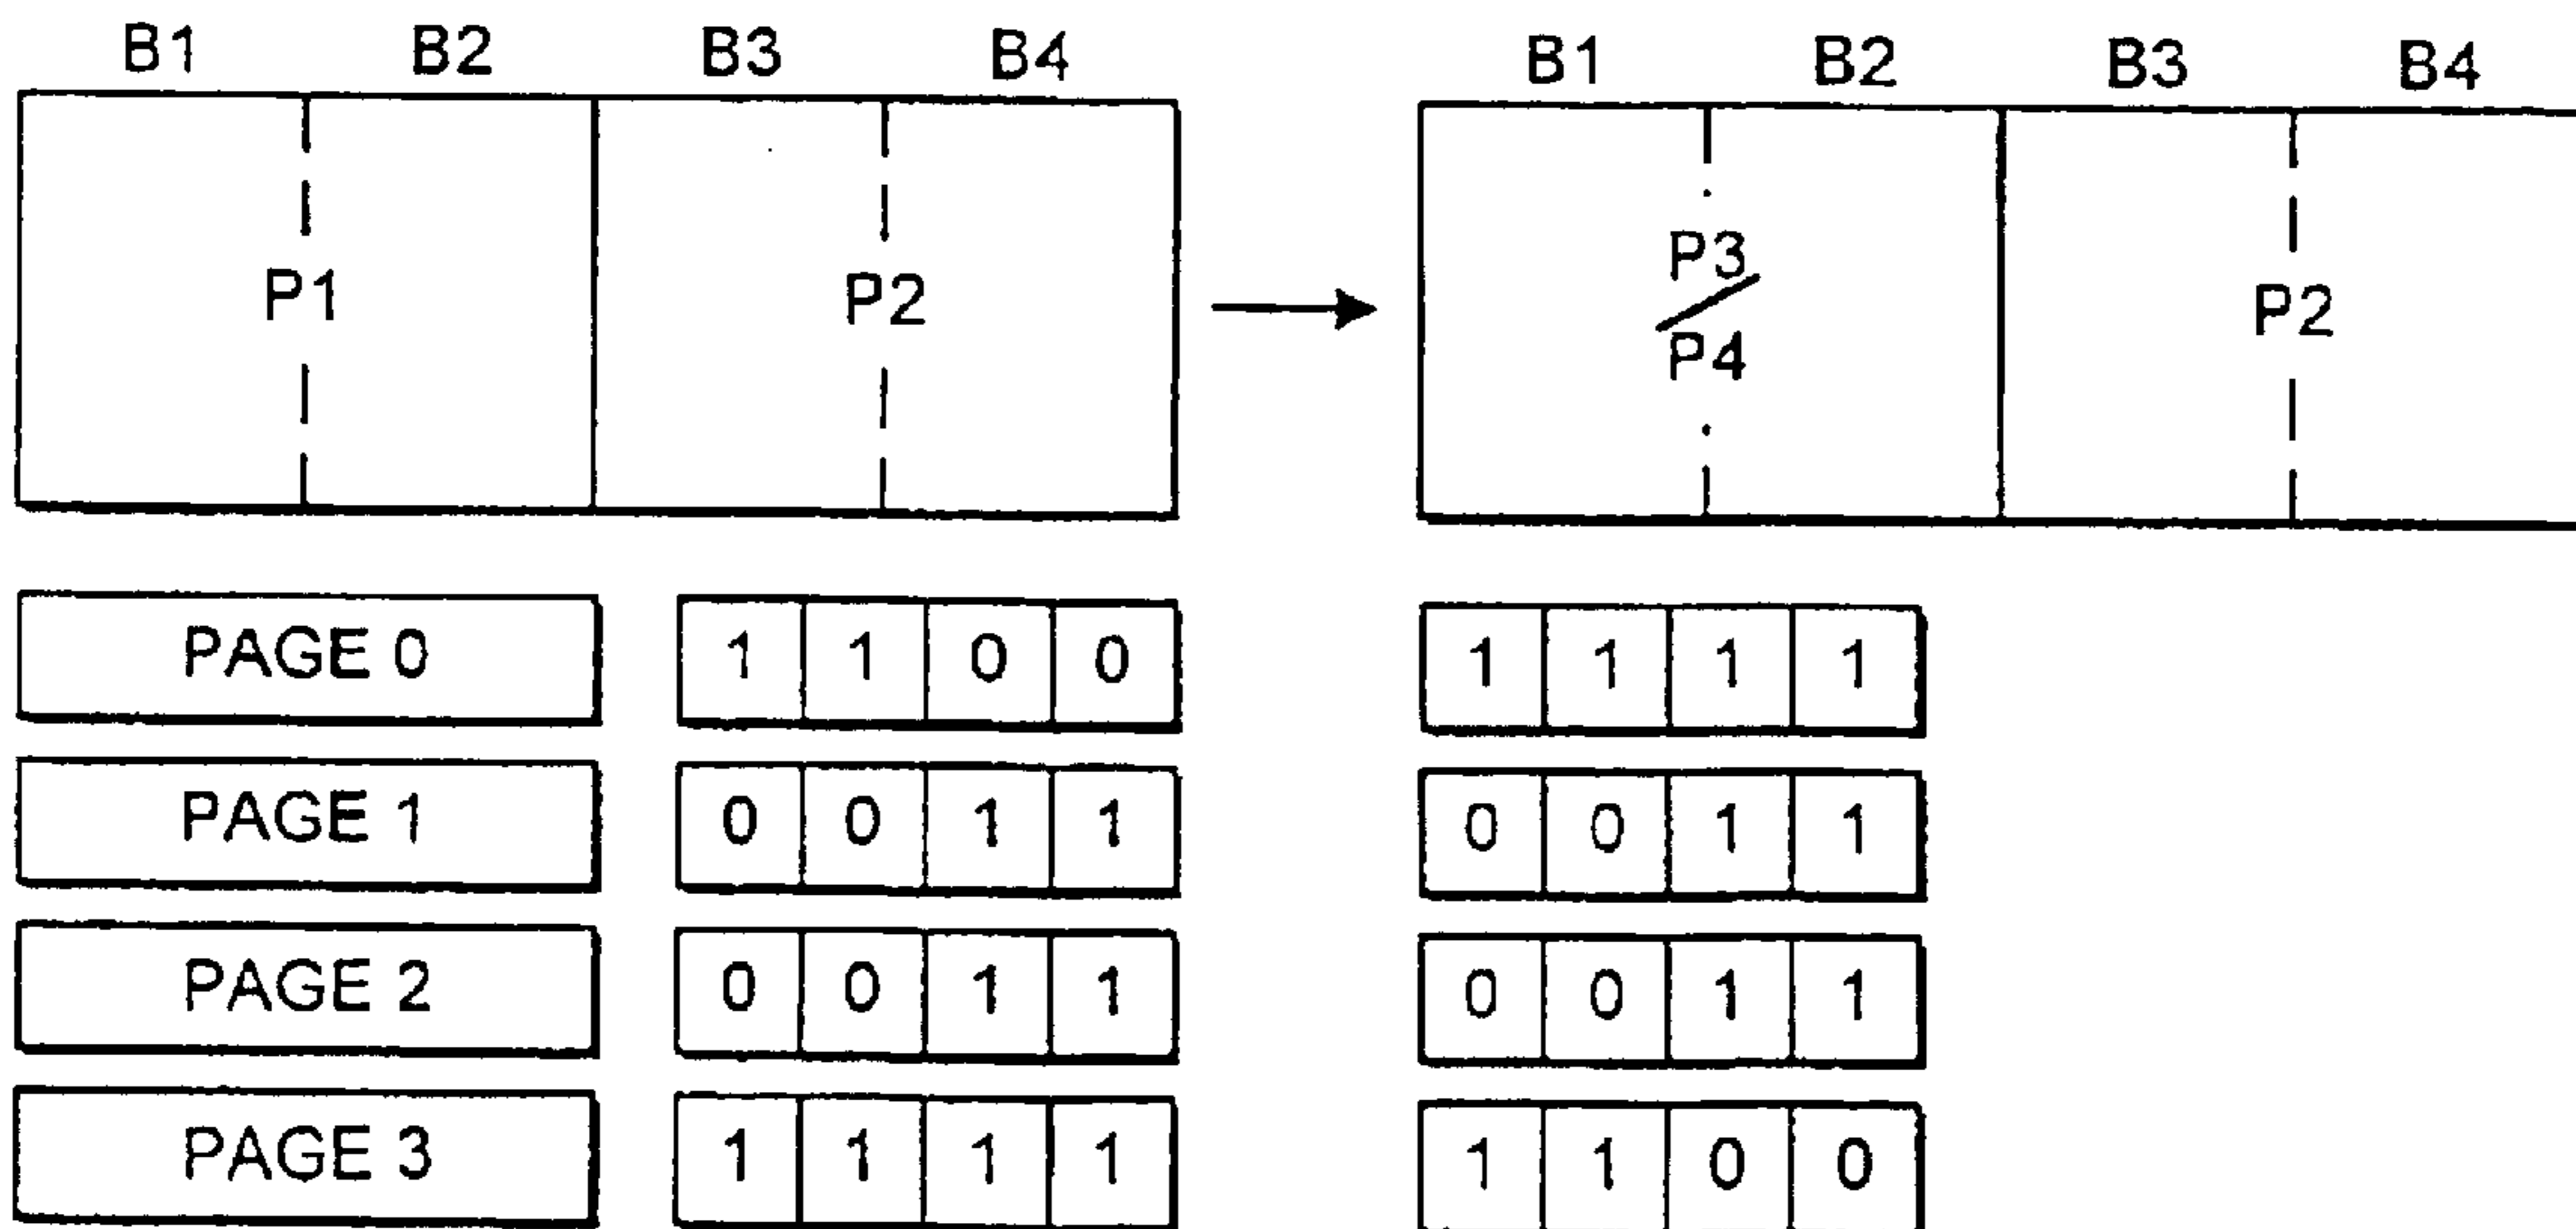 B1 B2 B3 B4 B1 B2 B3 B4
P1 P2 P3/P4 P2
PAGE 0 1 1 0 0 1 1 1 1
PAGE 1 0 0 1 1 0 0 1 1
PAGE 2 0 0 1 1 0 0 1 1
PAGE 3 1 1 1 1 1 1 0 0